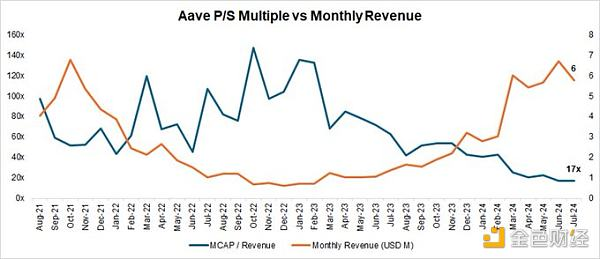 Aave P/S Multiple vs Monthly Revenue
160x
140x
120x
100x
80x
60x
40x
20x
0x
8
7
6
5
4
3
2
1
0
6
17x
Aug-21
Sep-21
Oct-21
Nov-21
Dec-21
Jan-22
Feb-22
Mar-22
Apr-22
May-22
Jun-22
Jul-22
Aug-22
Sep-22
Oct-22
Nov-22
Dec-22
Jan-23
Feb-23
Mar-23
Apr-23
May-23
Jun-23
Jul-23
Aug-23
Sep-23
Oct-23
Nov-23
Dec-23
Jan-24
Feb-24
Mar-24
Apr-24
May-24
Jun-24
Jul-24
MCAP / Revenue
Monthly Revenue (USD M)
金色财经